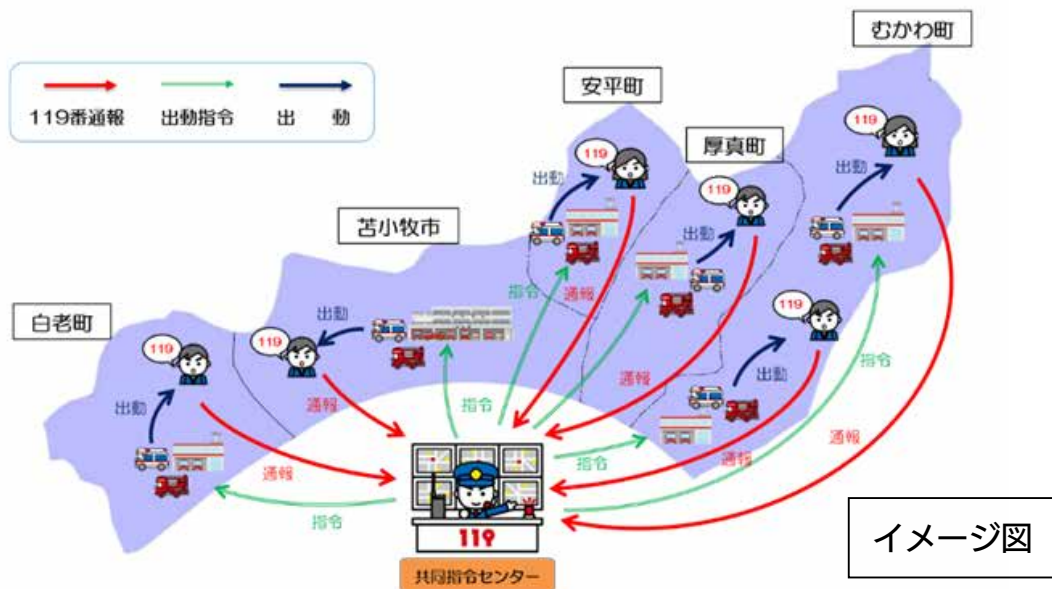 むかわ町
安平町
119番通報
出動指令
出 動
119
119
厚真町
119
出動
出動
苫小牧市
出動
指令
通報
119
白老町
119
119
出動
出動
通報
出動
通報
指令
指令
通報
通報
通報
指令
指令
119
イメージ図
共同指令センター